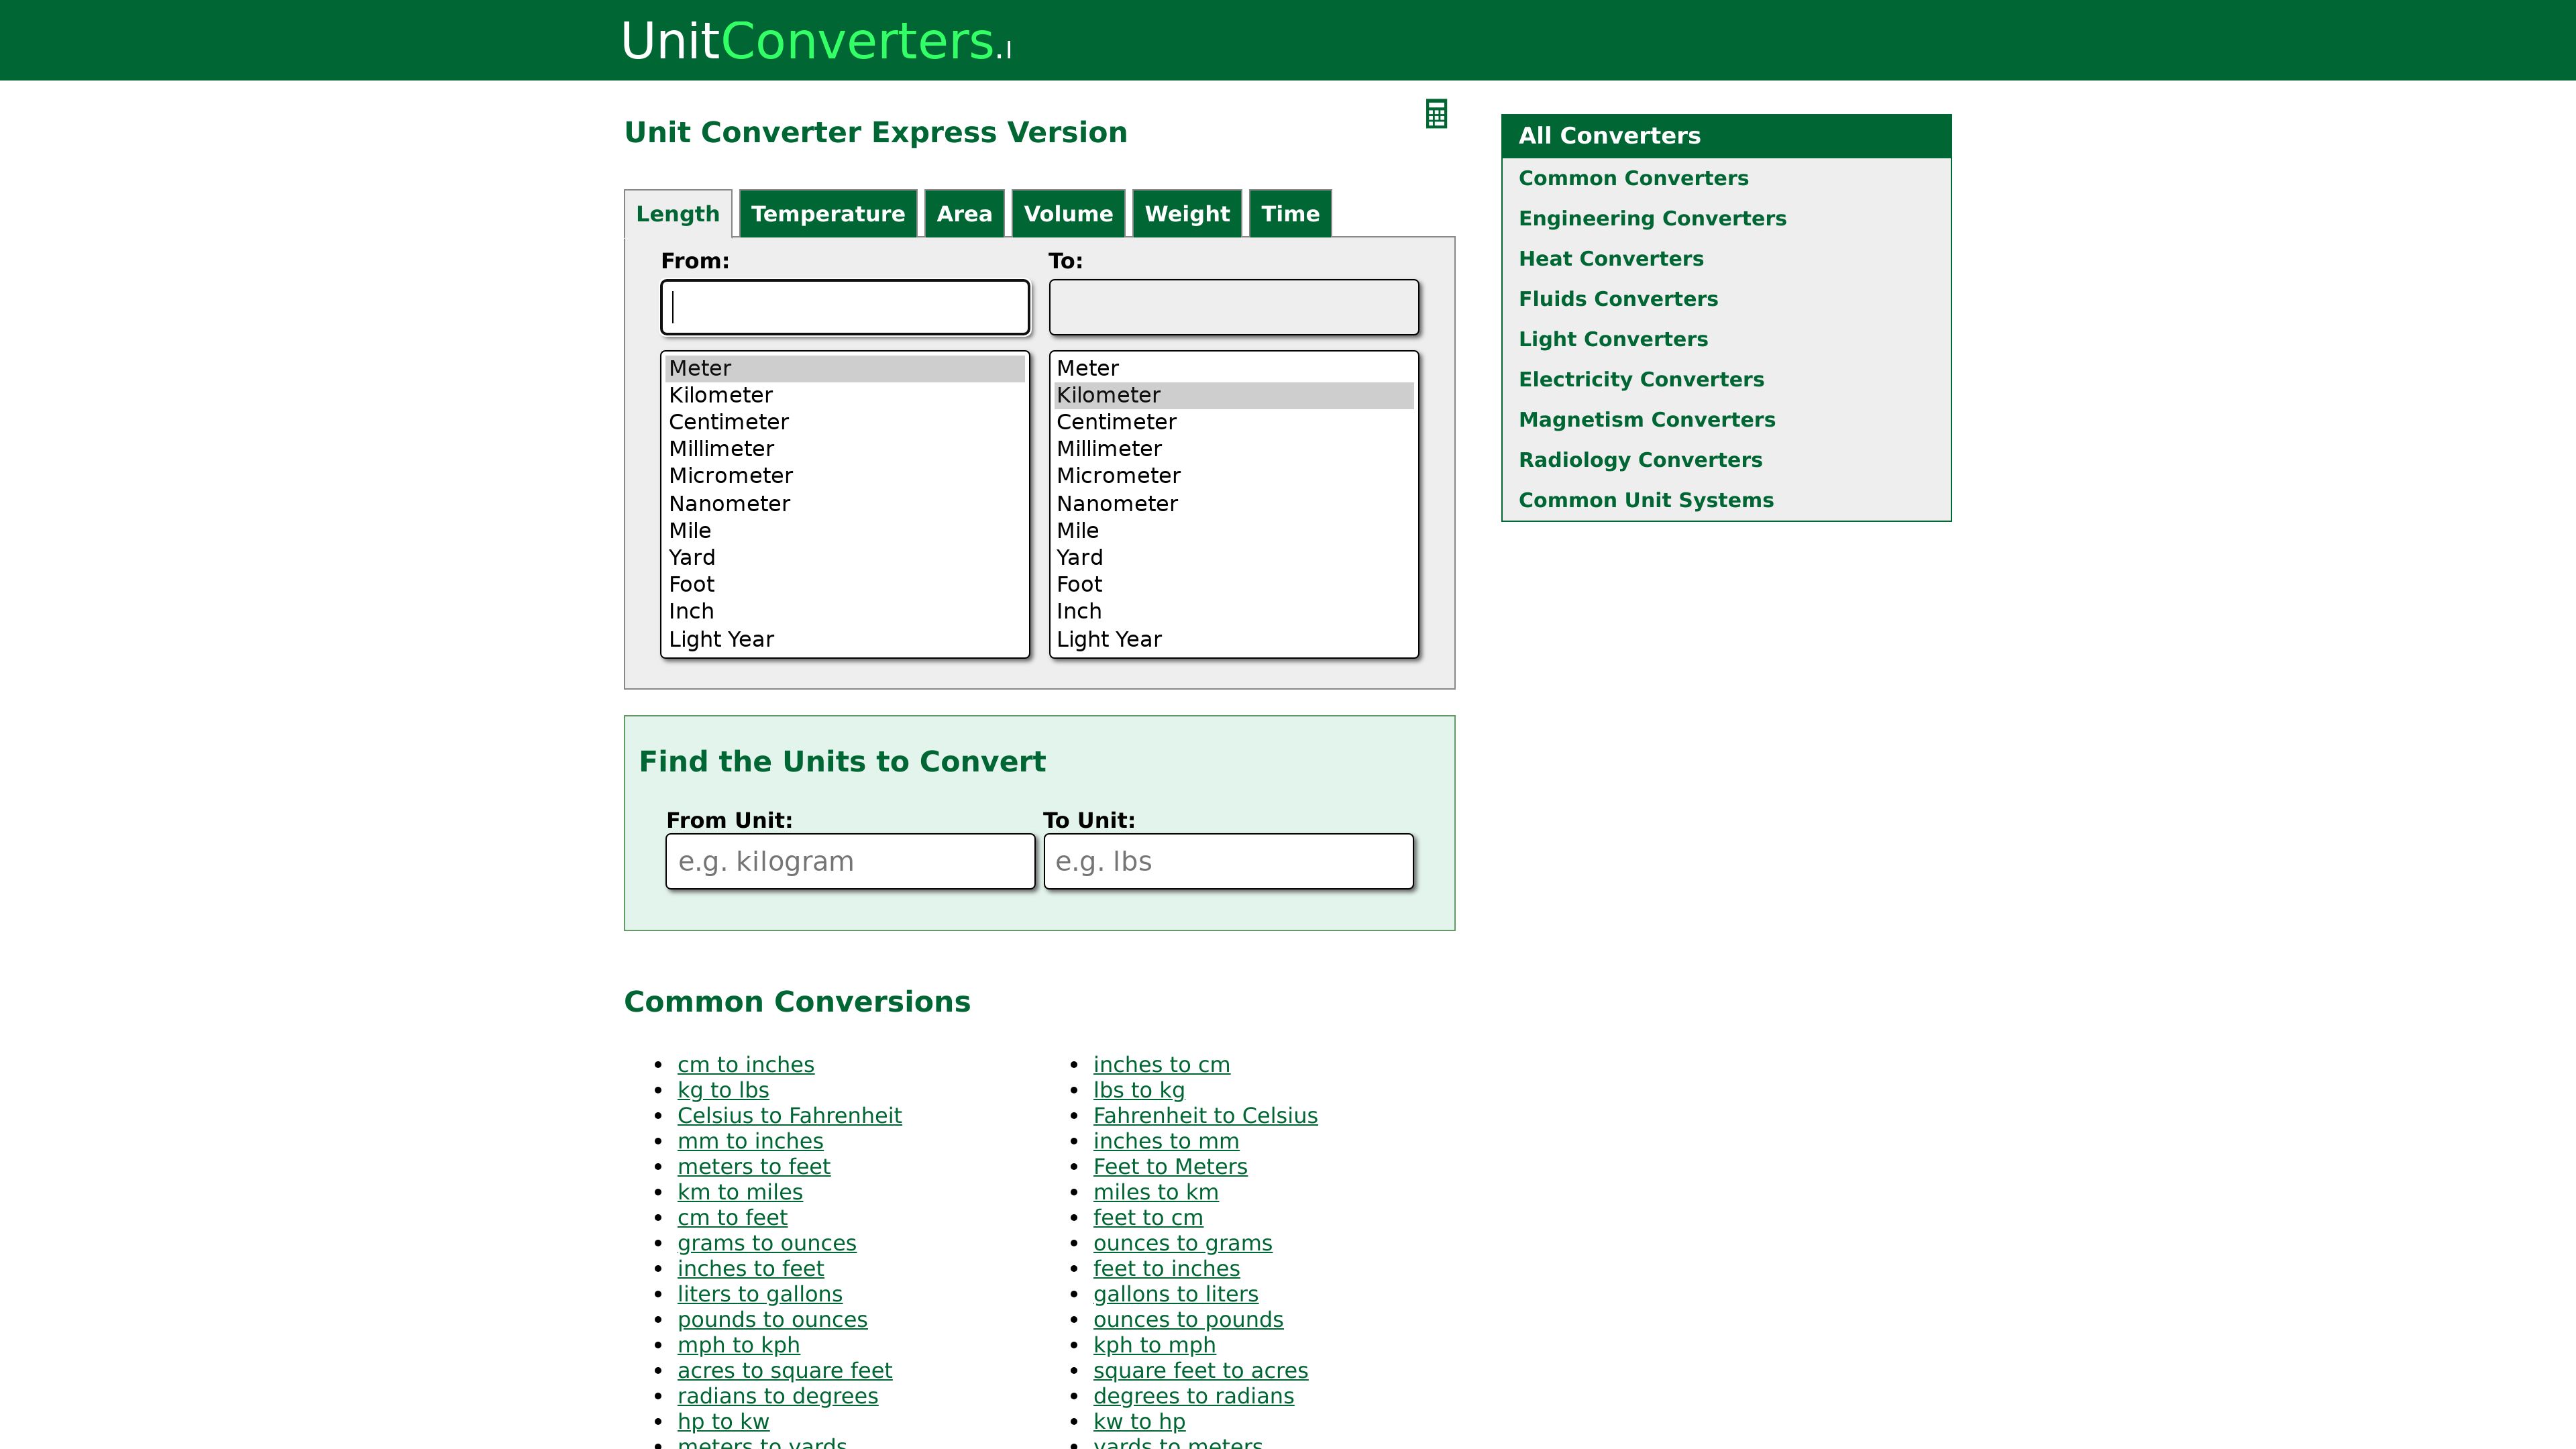 UnitConverters.
Unit Converter Express Version
Length Temperature Area Volume Weight Time
From: To:
Meter
Kilometer
Centimeter
Millimeter
Micrometer
Nanometer
Mile
Yard
Foot
Inch
Light Year
Meter
Kilometer
Centimeter
Millimeter
Micrometer
Nanometer
Mile
Yard
Foot
Inch
Light Year
Find the Units to Convert
From Unit: To Unit:
e.g. kilogram e.g. lbs
Common Conversions
cm to inches
kg to lbs
Celsius to Fahrenheit
mm to inches
meters to feet
km to miles
cm to feet
grams to ounces
inches to feet
liters to gallons
pounds to ounces
mph to kph
acres to square feet
radians to degrees
hp to kw
meters to yards
inches to cm
lbs to kg
Fahrenheit to Celsius
inches to mm
Feet to Meters
miles to km
feet to cm
ounces to grams
feet to inches
gallons to liters
ounces to pounds
kph to mph
square feet to acres
degrees to radians
kw to hp
yards to meters
All Converters
Common Converters
Engineering Converters
Heat Converters
Fluids Converters
Light Converters
Electricity Converters
Magnetism Converters
Radiology Converters
Common Unit Systems